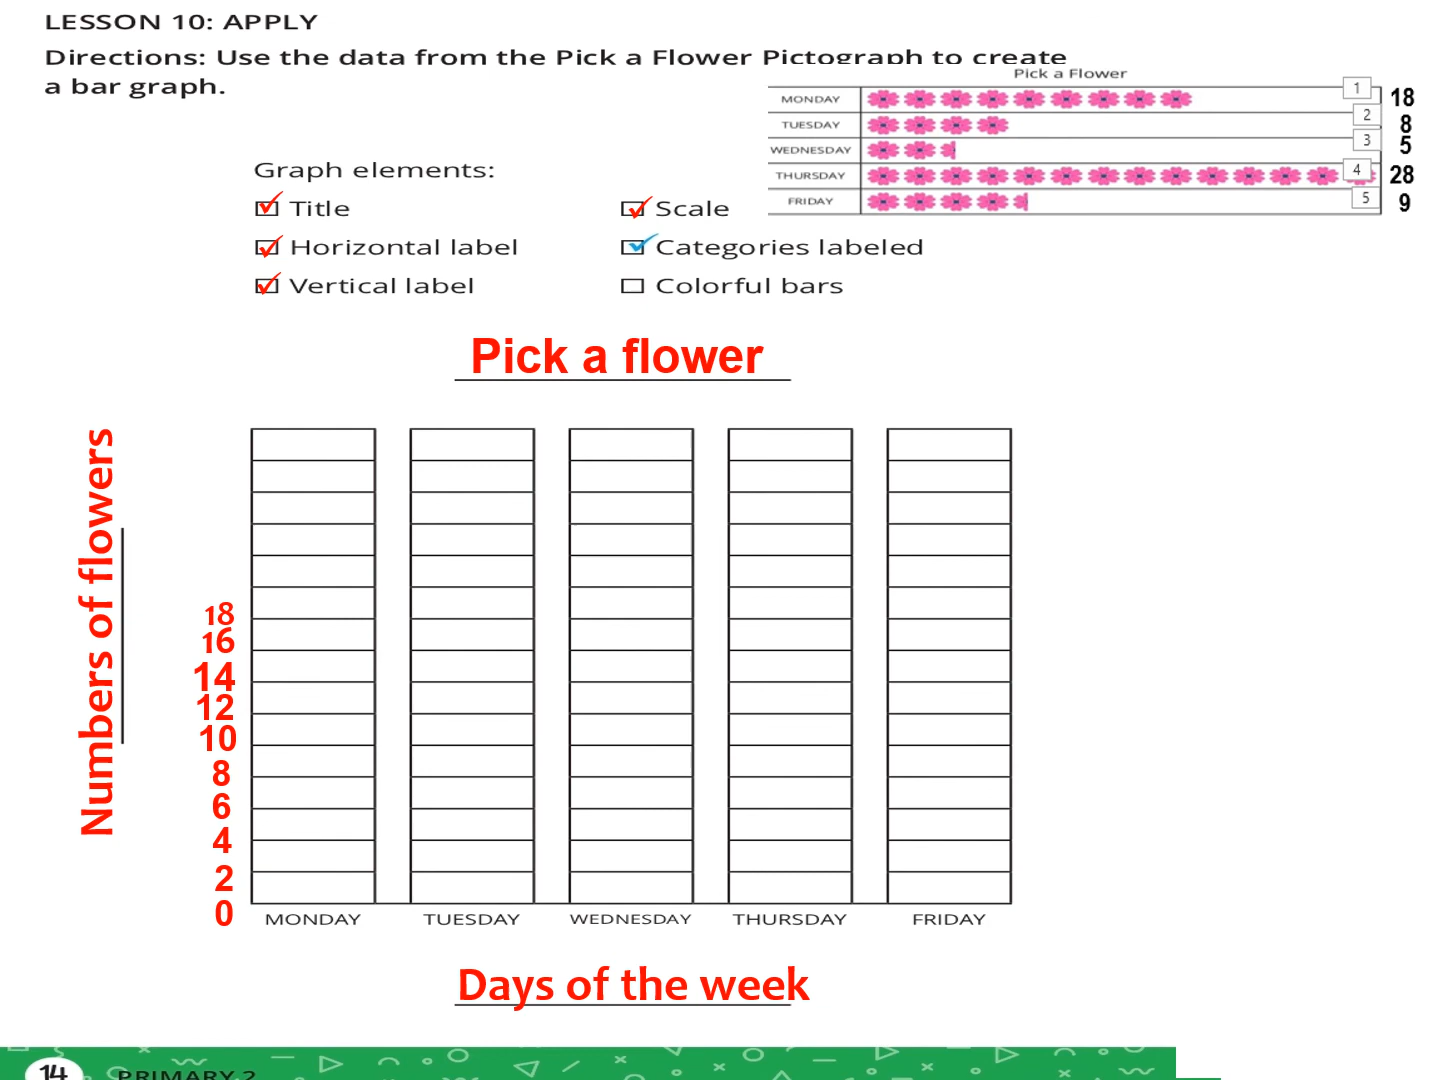 LESSON 10: APPLY
Directions: Use the data from the Pick a Flower Pictograph to create
a bar graph.
Pick a Flower
MONDAY 1 18
TUESDAY 2 8
WEDNESDAY 3 5
THURSDAY 4 28
FRIDAY 5 9
Graph elements:
Title
Scale
Horizontal label
Categories labeled
Vertical label
Colorful bars
Pick a flower
Numbers of flowers
18
16
14
12
10
8
6
4
2
0
MONDAY TUESDAY WEDNESDAY THURSDAY FRIDAY
Days of the week
14 PRIMARY 2